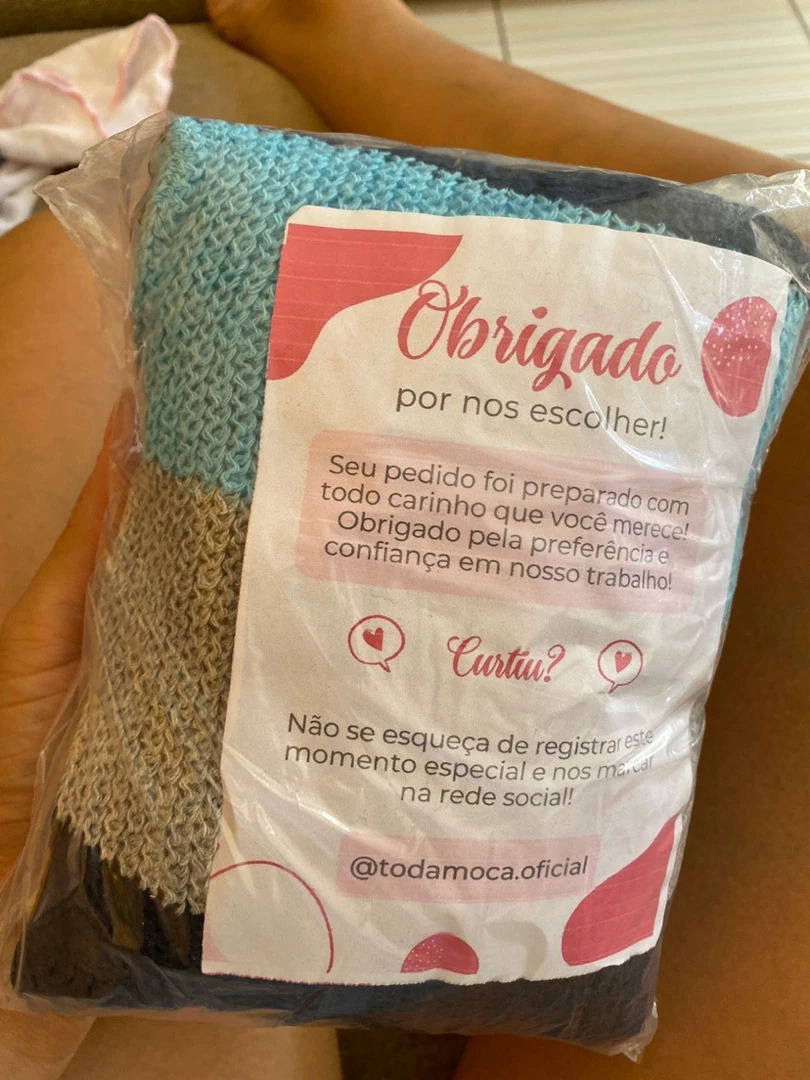 Obrigado
por nos escolher!
Seu pedido foi preparado com
todo carinho que você merece!
Obrigado pela preferência e
confiança em nosso trabalho!
Curtiu?
Não se esqueça de registrar este
momento especial e nos marcar
na rede social!
@todamoca.oficial